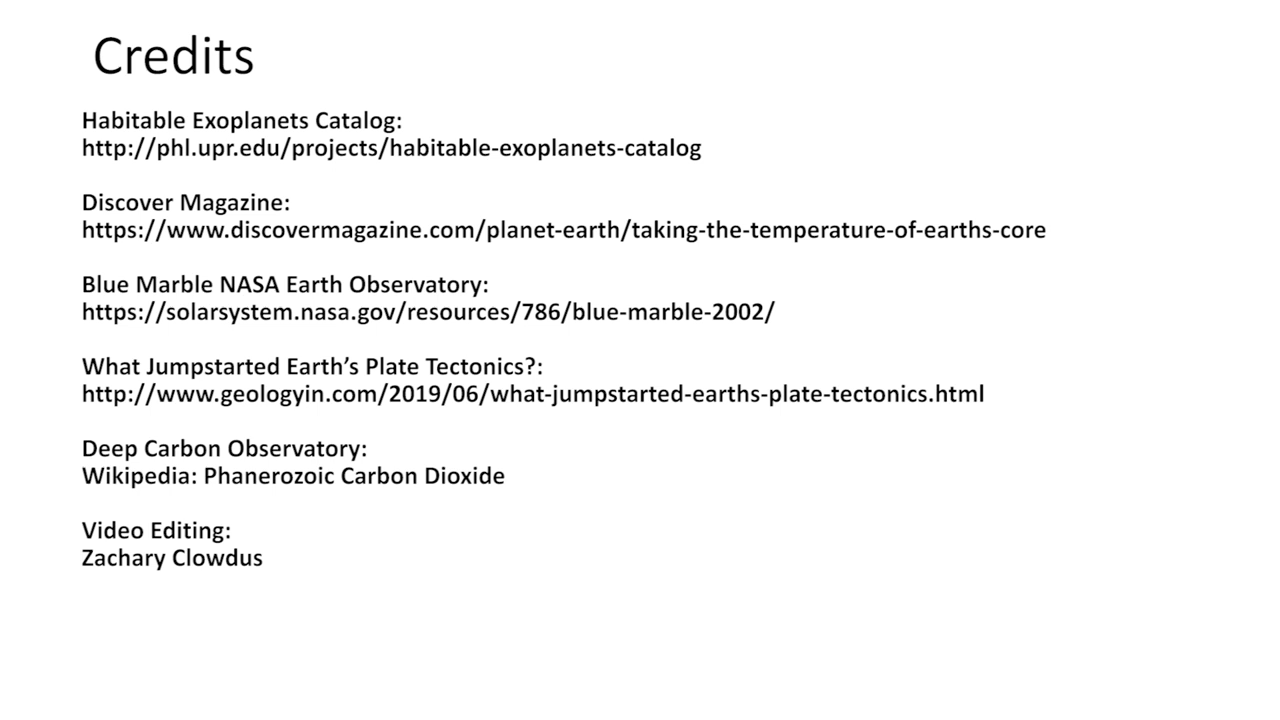 Credits
Habitable Exoplanets Catalog:
http://phl.upr.edu/projects/habitable-exoplanets-catalog
Discover Magazine:
https://www.discovermagazine.com/planet-earth/taking-the-temperature-of-earths-core
Blue Marble NASA Earth Observatory:
https://solarsystem.nasa.gov/resources/786/blue-marble-2002/
What Jumpstarted Earth’s Plate Tectonics?:
http://www.geologyin.com/2019/06/what-jumpstarted-earths-plate-tectonics.html
Deep Carbon Observatory:
Wikipedia: Phanerozoic Carbon Dioxide
Video Editing:
Zachary Clowdus